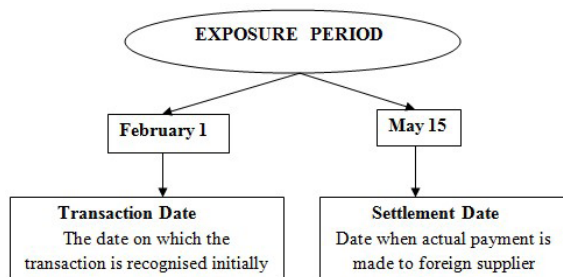 EXPOSURE PERIOD
February 1
May 15
Transaction Date
The date on which the
transaction is recognised initially
Settlement Date
Date when actual payment is
made to foreign supplier